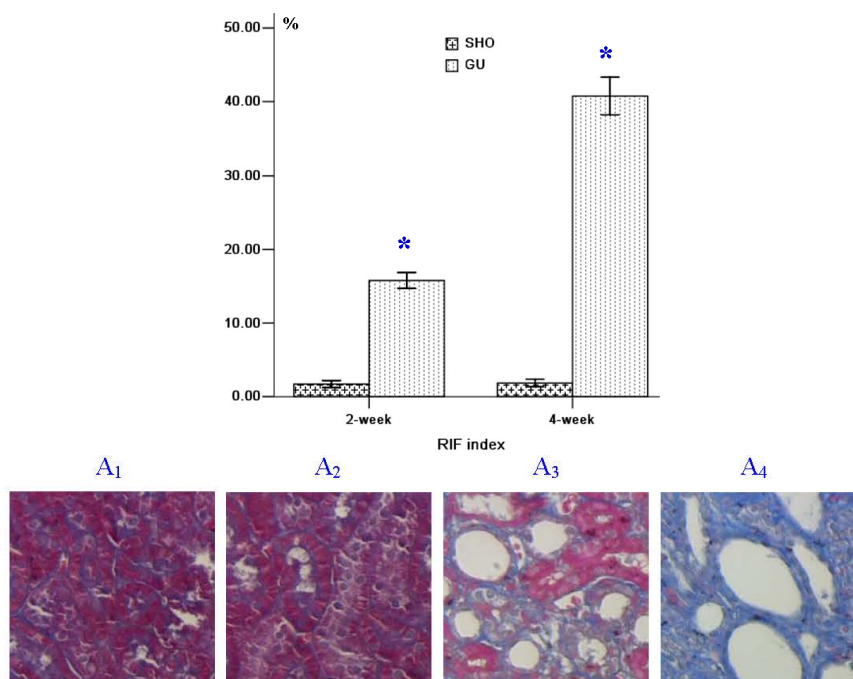 50.00
%
SHO
GU
*
*
40.00
30.00
20.00
10.00
0.00
2-week
4-week
RIF index
A₁
A₂
A₃
A₄